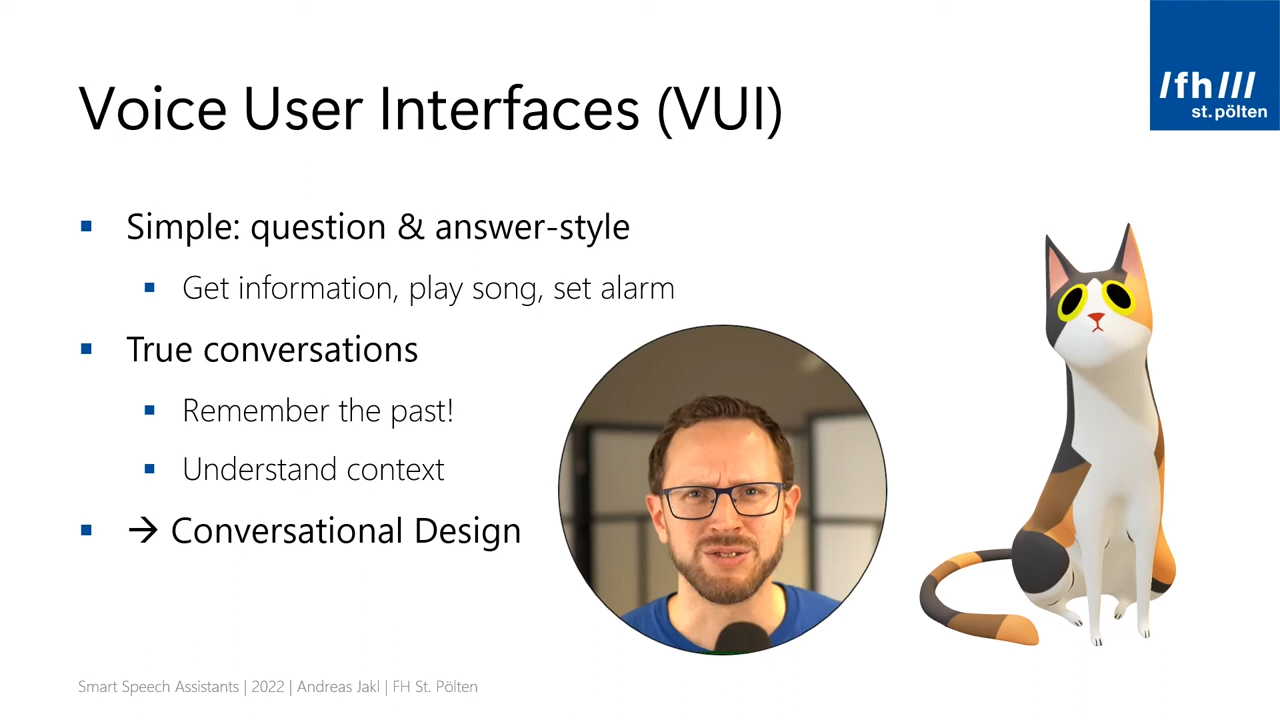 /fh///
st.pölten
Voice User Interfaces (VUI)
▪ Simple: question & answer-style
▪ Get information, play song, set alarm
▪ True conversations
▪ Remember the past!
▪ Understand context
▪ → Conversational Design
Smart Speech Assistants | 2022 | Andreas Jakl | FH St. Pölten